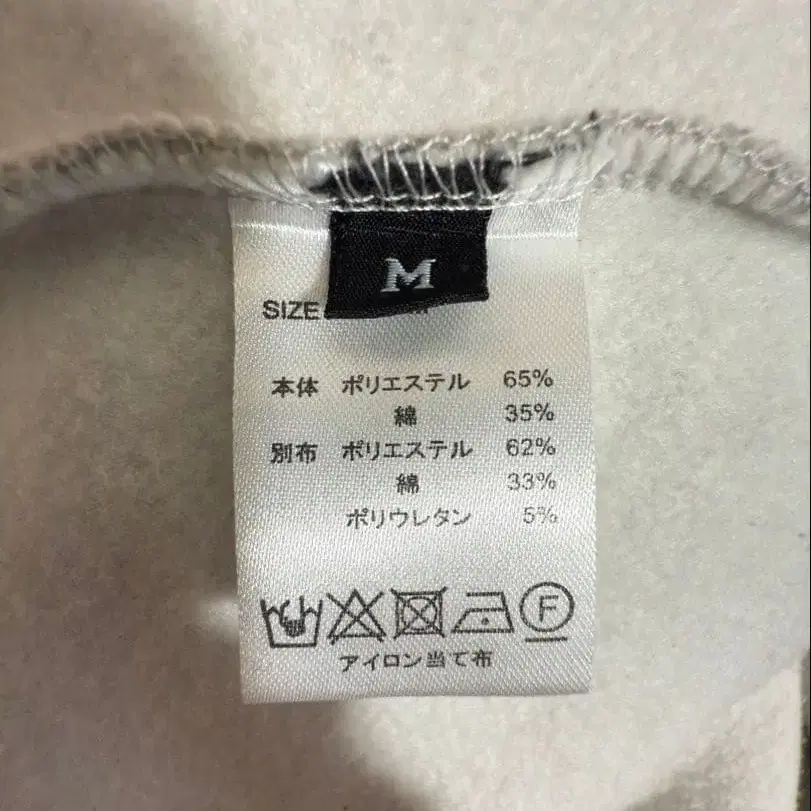 M
SIZE
本体 ポリエステル 65%
綿 35%
別布 ポリエステル 62%
綿 33%
ポリウレタン 5%
F
アイロン当て布